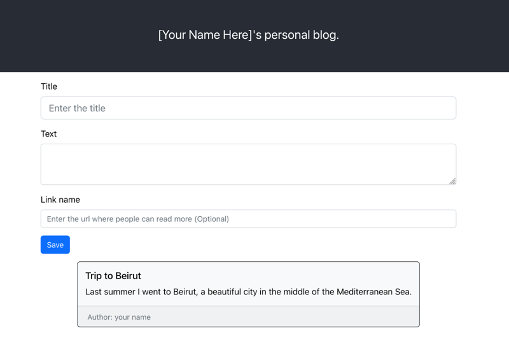 [Your Name Here]'s personal blog.
Title
Enter the title
Text
Link name
Enter the url where people can read more (Optional)
Save
Trip to Beirut
Last summer I went to Beirut, a beautiful city in the middle of the Mediterranean Sea.
Author: your name